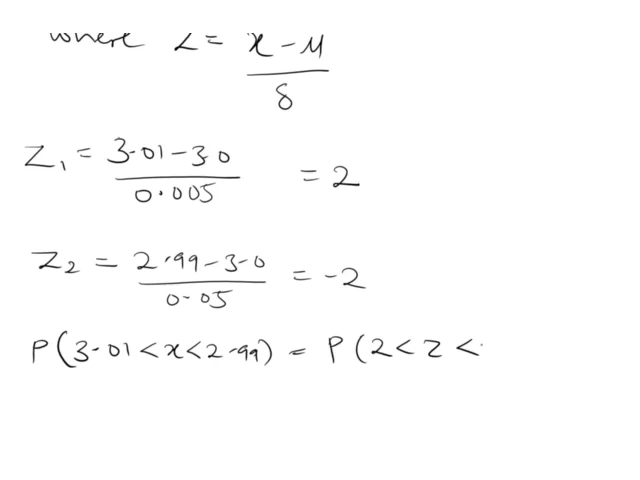 where Z = x - μ / δ
Z₁ = 3.01 - 3.0 / 0.005 = 2
Z₂ = 2.99 - 3.0 / 0.05 = -2
P(3.01 < x < 2.99) = P(2 < Z <